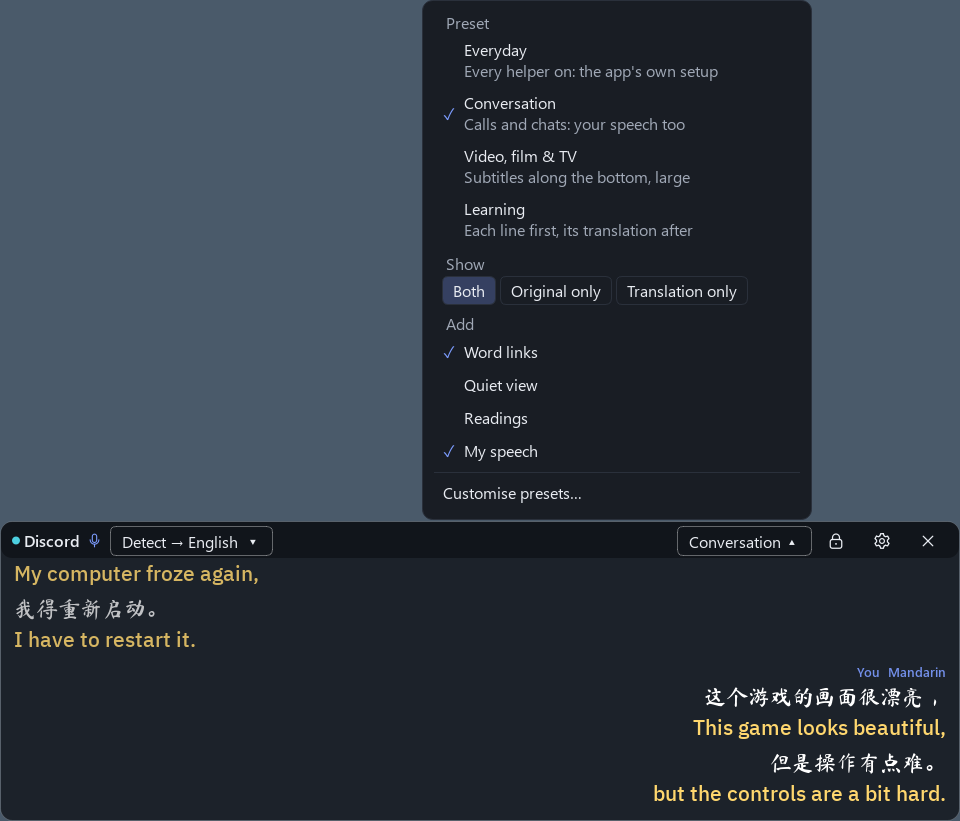 Preset
Everyday
Every helper on: the app's own setup
✓ Conversation
Calls and chats: your speech too
Video, film & TV
Subtitles along the bottom, large
Learning
Each line first, its translation after
Show
Both Original only Translation only
Add
✓ Word links
Quiet view
Readings
✓ My speech
Customise presets...
Discord Detect → English ▾ Conversation ▴
My computer froze again,
我得重新启动。
I have to restart it.
You Mandarin
这个游戏的画面很漂亮，
This game looks beautiful,
但是操作有点难。
but the controls are a bit hard.